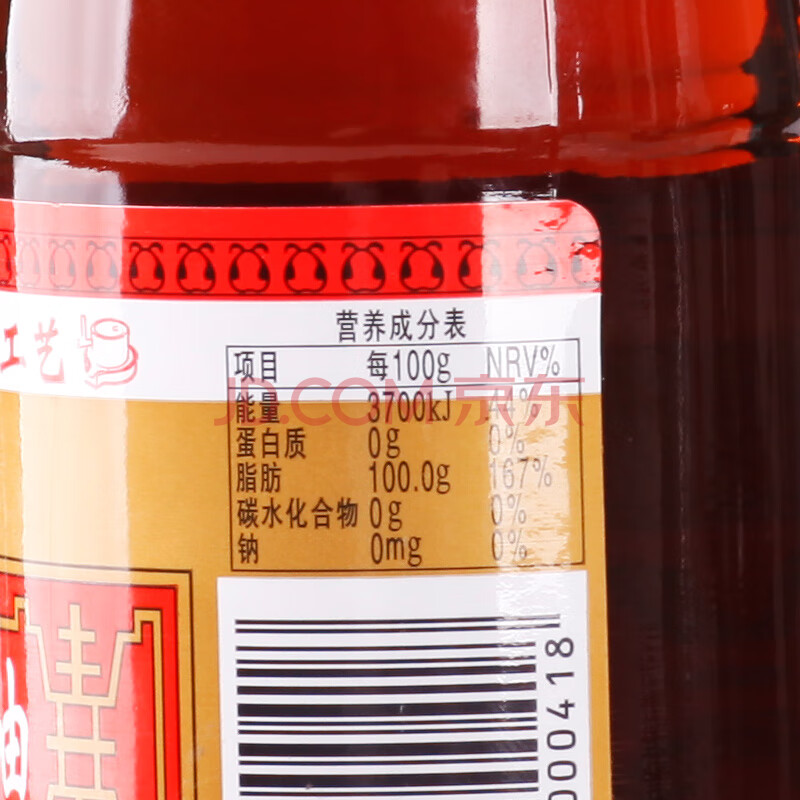 营养成分表
工艺
项目 每100g NRV%
JD.COM 京东
能量 3700kJ 44%
蛋白质 0g 0%
脂肪 100.0g 167%
碳水化合物 0g 0%
钠 0mg 0%
油
000418